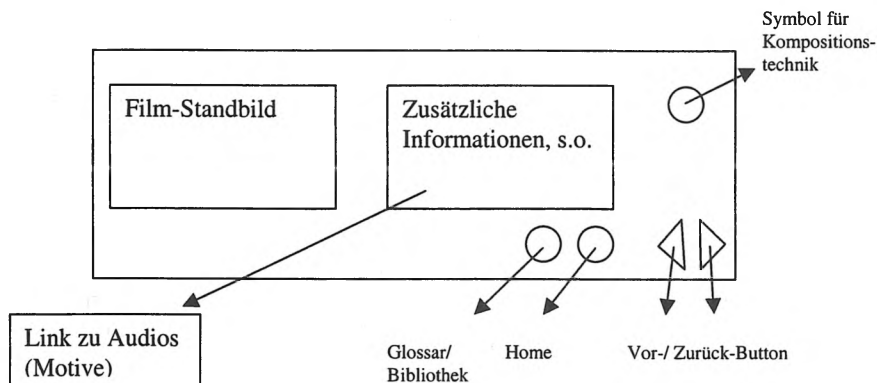 Symbol für
Kompositions-
technik
Film-Standbild
Zusätzliche
Informationen, s.o.
Link zu Audios
(Motive)
Glossar/
Bibliothek
Home
Vor-/ Zurück-Button